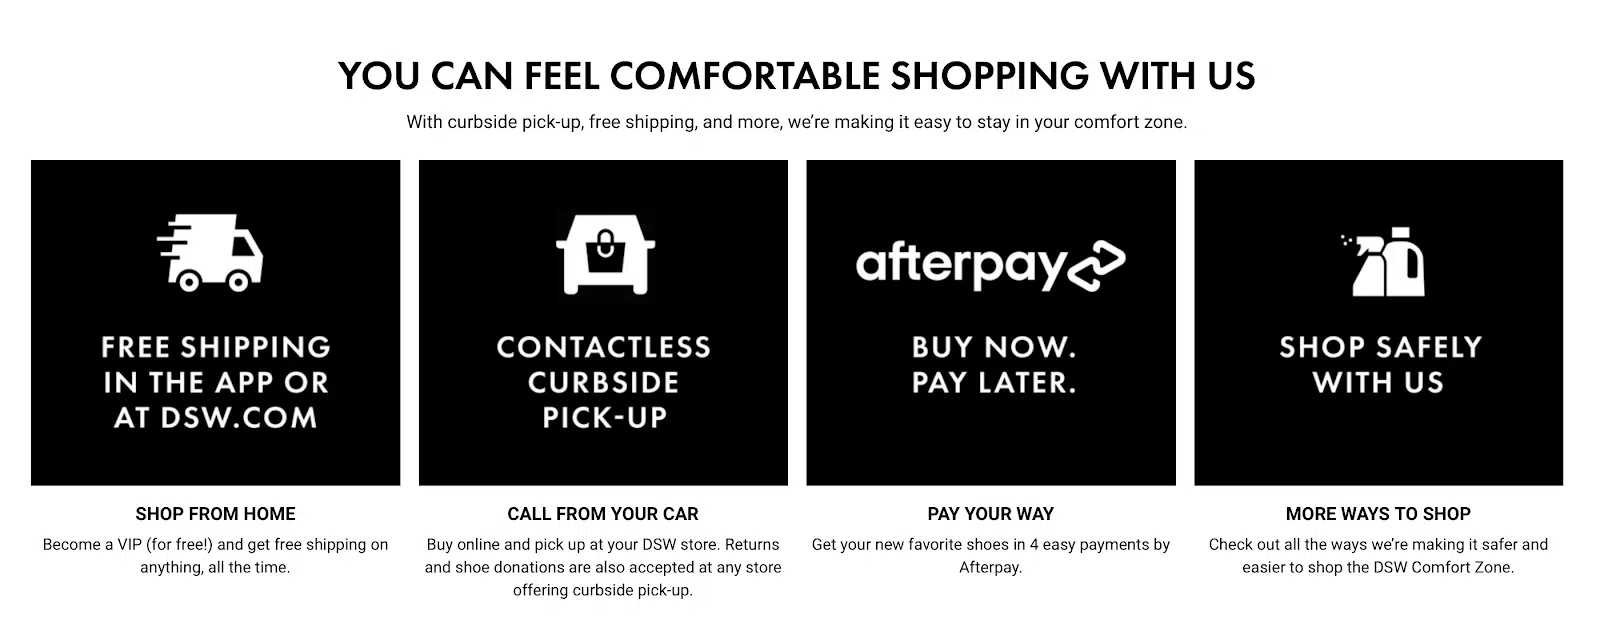 YOU CAN FEEL COMFORTABLE SHOPPING WITH US
With curbside pick-up, free shipping, and more, we're making it easy to stay in your comfort zone.
FREE SHIPPING
IN THE APP OR
AT DSW.COM
SHOP FROM HOME
Become a VIP (for free!) and get free shipping on
anything, all the time.
CONTACTLESS
CURBSIDE
PICK-UP
CALL FROM YOUR CAR
Buy online and pick up at your DSW store. Returns
and shoe donations are also accepted at any store
offering curbside pick-up.
afterpay
BUY NOW.
PAY LATER.
PAY YOUR WAY
Get your new favorite shoes in 4 easy payments by
Afterpay.
SHOP SAFELY
WITH US
MORE WAYS TO SHOP
Check out all the ways we're making it safer and
easier to shop the DSW Comfort Zone.